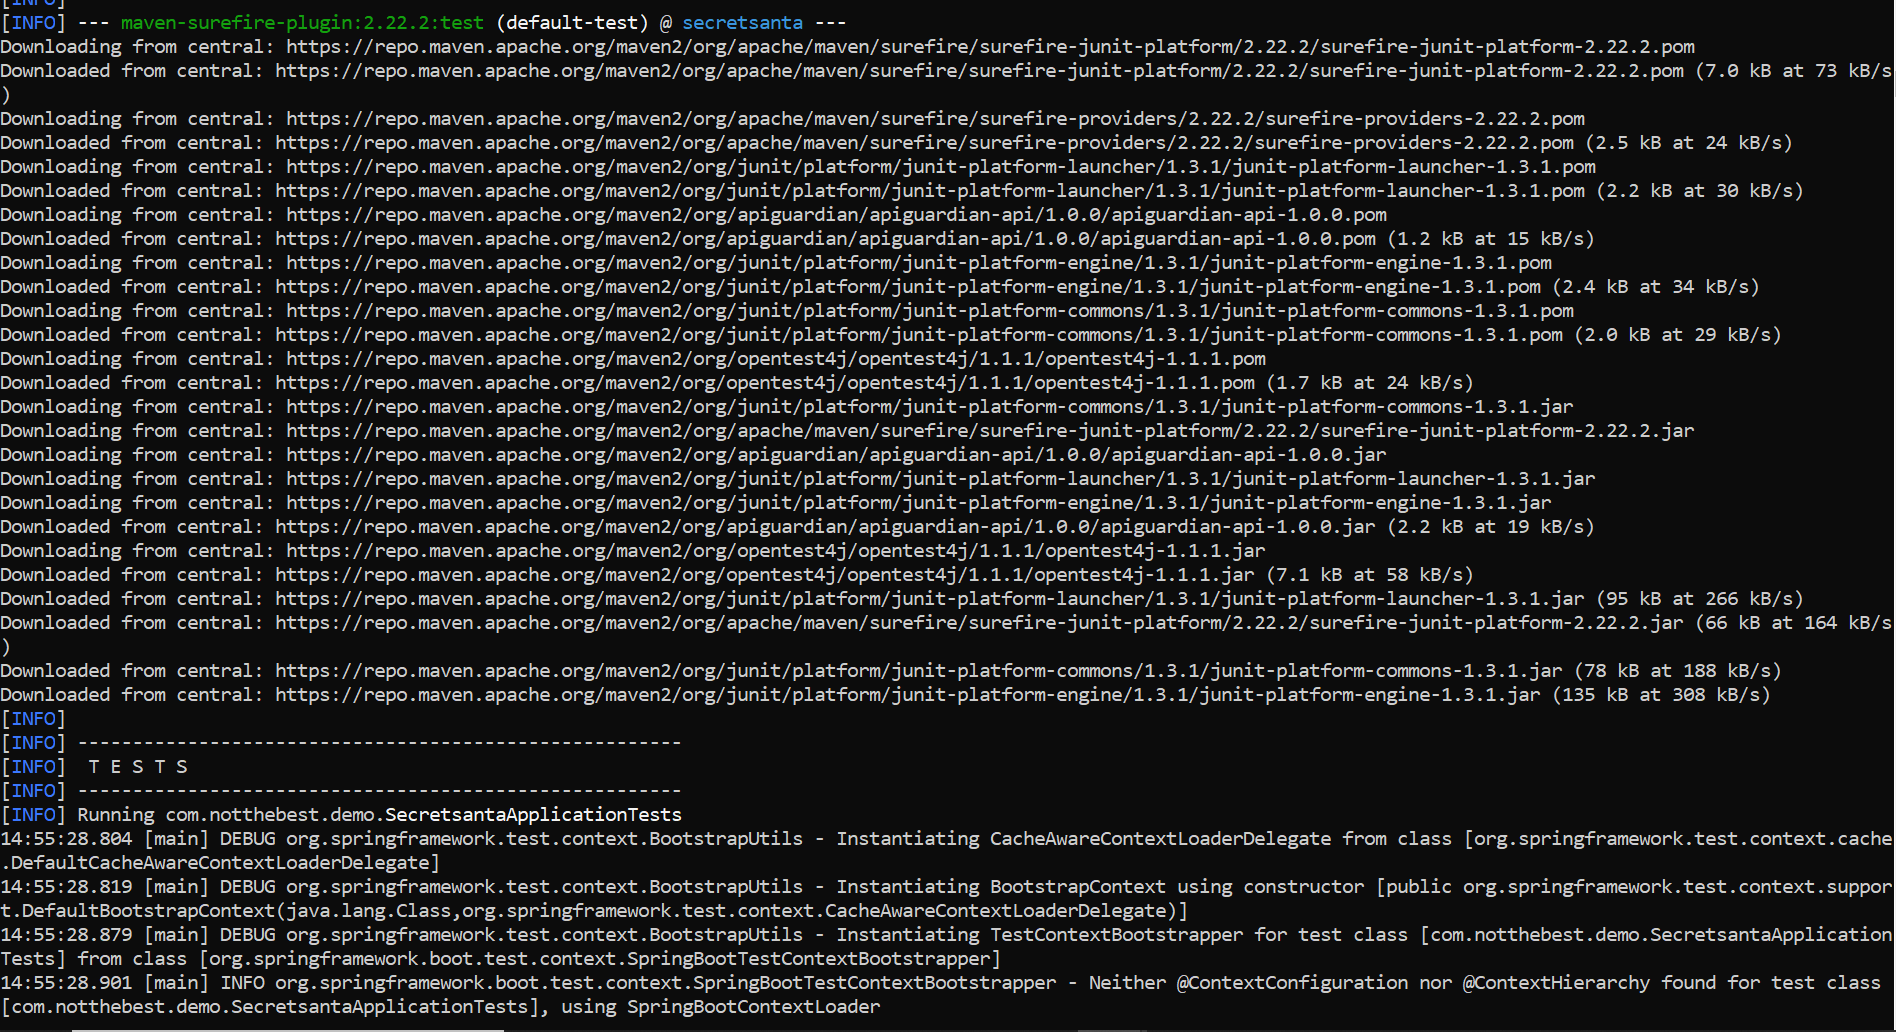 [INFO]
[INFO] --- maven-surefire-plugin:2.22.2:test (default-test) @ secretsanta ---
Downloading from central: https://repo.maven.apache.org/maven2/org/apache/maven/surefire/surefire-junit-platform/2.22.2/surefire-junit-platform-2.22.2.pom
Downloaded from central: https://repo.maven.apache.org/maven2/org/apache/maven/surefire/surefire-junit-platform/2.22.2/surefire-junit-platform-2.22.2.pom (7.0 kB at 73 kB/s
)
Downloading from central: https://repo.maven.apache.org/maven2/org/apache/maven/surefire/surefire-providers/2.22.2/surefire-providers-2.22.2.pom
Downloaded from central: https://repo.maven.apache.org/maven2/org/apache/maven/surefire/surefire-providers/2.22.2/surefire-providers-2.22.2.pom (2.5 kB at 24 kB/s)
Downloading from central: https://repo.maven.apache.org/maven2/org/junit/platform/junit-platform-launcher/1.3.1/junit-platform-launcher-1.3.1.pom
Downloaded from central: https://repo.maven.apache.org/maven2/org/junit/platform/junit-platform-launcher/1.3.1/junit-platform-launcher-1.3.1.pom (2.2 kB at 30 kB/s)
Downloading from central: https://repo.maven.apache.org/maven2/org/apiguardian/apiguardian-api/1.0.0/apiguardian-api-1.0.0.pom
Downloaded from central: https://repo.maven.apache.org/maven2/org/apiguardian/apiguardian-api/1.0.0/apiguardian-api-1.0.0.pom (1.2 kB at 15 kB/s)
Downloading from central: https://repo.maven.apache.org/maven2/org/junit/platform/junit-platform-engine/1.3.1/junit-platform-engine-1.3.1.pom
Downloaded from central: https://repo.maven.apache.org/maven2/org/junit/platform/junit-platform-engine/1.3.1/junit-platform-engine-1.3.1.pom (2.4 kB at 34 kB/s)
Downloading from central: https://repo.maven.apache.org/maven2/org/junit/platform/junit-platform-commons/1.3.1/junit-platform-commons-1.3.1.pom
Downloaded from central: https://repo.maven.apache.org/maven2/org/junit/platform/junit-platform-commons/1.3.1/junit-platform-commons-1.3.1.pom (2.0 kB at 29 kB/s)
Downloading from central: https://repo.maven.apache.org/maven2/org/opentest4j/opentest4j/1.1.1/opentest4j-1.1.1.pom
Downloaded from central: https://repo.maven.apache.org/maven2/org/opentest4j/opentest4j/1.1.1/opentest4j-1.1.1.pom (1.7 kB at 24 kB/s)
Downloading from central: https://repo.maven.apache.org/maven2/org/junit/platform/junit-platform-commons/1.3.1/junit-platform-commons-1.3.1.jar
Downloading from central: https://repo.maven.apache.org/maven2/org/apache/maven/surefire/surefire-junit-platform/2.22.2/surefire-junit-platform-2.22.2.jar
Downloading from central: https://repo.maven.apache.org/maven2/org/apiguardian/apiguardian-api/1.0.0/apiguardian-api-1.0.0.jar
Downloading from central: https://repo.maven.apache.org/maven2/org/junit/platform/junit-platform-launcher/1.3.1/junit-platform-launcher-1.3.1.jar
Downloading from central: https://repo.maven.apache.org/maven2/org/junit/platform/junit-platform-engine/1.3.1/junit-platform-engine-1.3.1.jar
Downloaded from central: https://repo.maven.apache.org/maven2/org/apiguardian/apiguardian-api/1.0.0/apiguardian-api-1.0.0.jar (2.2 kB at 19 kB/s)
Downloading from central: https://repo.maven.apache.org/maven2/org/opentest4j/opentest4j/1.1.1/opentest4j-1.1.1.jar
Downloaded from central: https://repo.maven.apache.org/maven2/org/opentest4j/opentest4j/1.1.1/opentest4j-1.1.1.jar (7.1 kB at 58 kB/s)
Downloaded from central: https://repo.maven.apache.org/maven2/org/junit/platform/junit-platform-launcher/1.3.1/junit-platform-launcher-1.3.1.jar (95 kB at 266 kB/s)
Downloaded from central: https://repo.maven.apache.org/maven2/org/apache/maven/surefire/surefire-junit-platform/2.22.2/surefire-junit-platform-2.22.2.jar (66 kB at 164 kB/s
)
Downloaded from central: https://repo.maven.apache.org/maven2/org/junit/platform/junit-platform-commons/1.3.1/junit-platform-commons-1.3.1.jar (78 kB at 188 kB/s)
Downloaded from central: https://repo.maven.apache.org/maven2/org/junit/platform/junit-platform-engine/1.3.1/junit-platform-engine-1.3.1.jar (135 kB at 308 kB/s)
[INFO]
[INFO] -------------------------------------------------------
[INFO]  T E S T S
[INFO] -------------------------------------------------------
[INFO] Running com.notthebest.demo.SecretsantaApplicationTests
14:55:28.804 [main] DEBUG org.springframework.test.context.BootstrapUtils - Instantiating CacheAwareContextLoaderDelegate from class [org.springframework.test.context.cache
.DefaultCacheAwareContextLoaderDelegate]
14:55:28.819 [main] DEBUG org.springframework.test.context.BootstrapUtils - Instantiating BootstrapContext using constructor [public org.springframework.test.context.suppor
t.DefaultBootstrapContext(java.lang.Class,org.springframework.test.context.CacheAwareContextLoaderDelegate)]
14:55:28.879 [main] DEBUG org.springframework.test.context.BootstrapUtils - Instantiating TestContextBootstrapper for test class [com.notthebest.demo.SecretsantaApplication
Tests] from class [org.springframework.boot.test.context.SpringBootTestContextBootstrapper]
14:55:28.901 [main] INFO org.springframework.boot.test.context.SpringBootTestContextBootstrapper - Neither @ContextConfiguration nor @ContextHierarchy found for test class
[com.notthebest.demo.SecretsantaApplicationTests], using SpringBootContextLoader